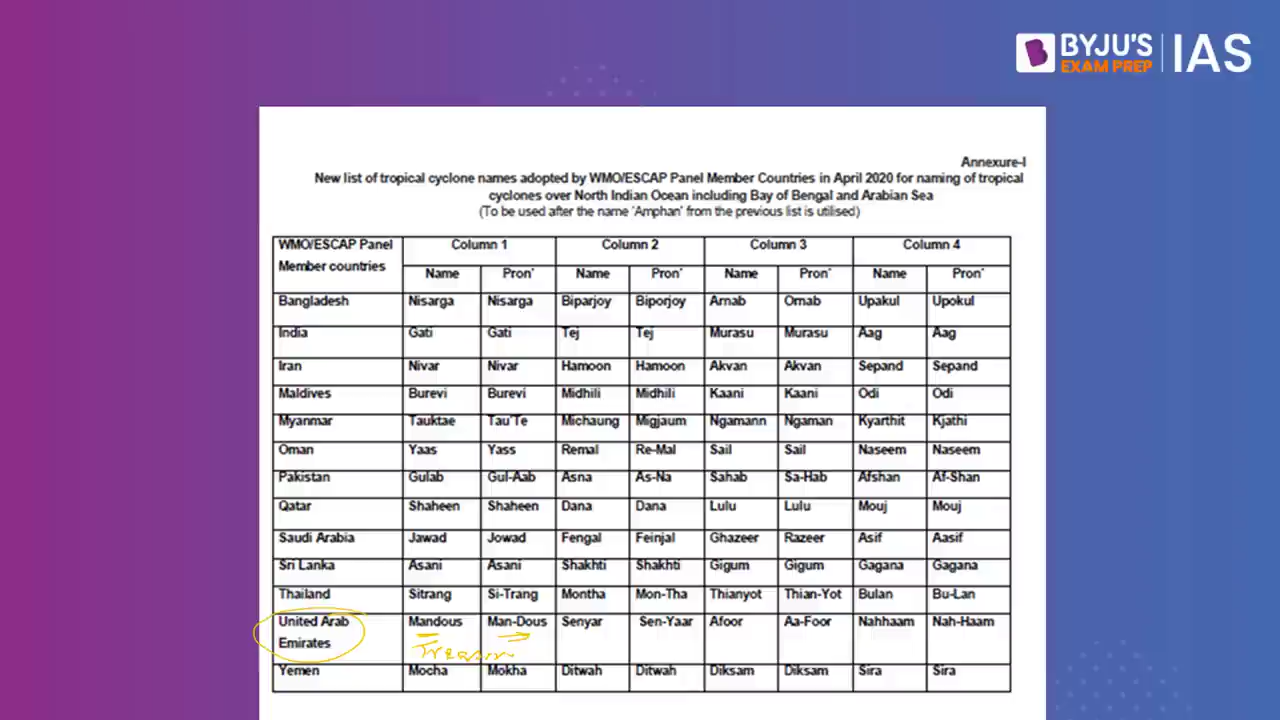 BYJU'S IAS
EXAM PREP
Annexure-I
New list of tropical cyclone names adopted by WMO/ESCAP Panel Member Countries in April 2020 for naming of tropical
cyclones over North Indian Ocean including Bay of Bengal and Arabian Sea
(To be used after the name 'Amphan' from the previous list is utilised)
WMO/ESCAP Panel Column 1 Column 2 Column 3 Column 4
Member countries Name Pron' Name Pron' Name Pron' Name Pron'
Bangladesh Nisarga Nisarga Biparjoy Biporjoy Arnab Ornab Upakul Upokul
India Gati Gati Tej Tej Murasu Murasu Aag Aag
Iran Nivar Nivar Hamoon Hamoon Akvan Akvan Sepand Sepand
Maldives Burevi Burevi Midhili Midhili Kaani Kaani Odi Odi
Myanmar Tauktae Tau'Te Michaung Migjaum Ngamann Ngaman Kyarthit Kjathi
Oman Yaas Yass Remal Re-Mal Sail Sail Naseem Naseem
Pakistan Gulab Gul-Aab Asna As-Na Sahab Sa-Hab Afshan Af-Shan
Qatar Shaheen Shaheen Dana Dana Lulu Lulu Mouj Mouj
Saudi Arabia Jawad Jowad Fengal Feinjal Ghazeer Razeer Asif Aasif
Sri Lanka Asani Asani Shakhti Shakhti Gigum Gigum Gagana Gagana
Thailand Sitrang Si-Trang Montha Mon-Tha Thianyot Thian-Yot Bulan Bu-Lan
United Arab Mandous Man-Dous Senyar Sen-Yaar Afoor Aa-Foor Nahhaam Nah-Haam
Emirates
Yemen Mocha Mokha Ditwah Ditwah Diksam Diksam Sira Sira